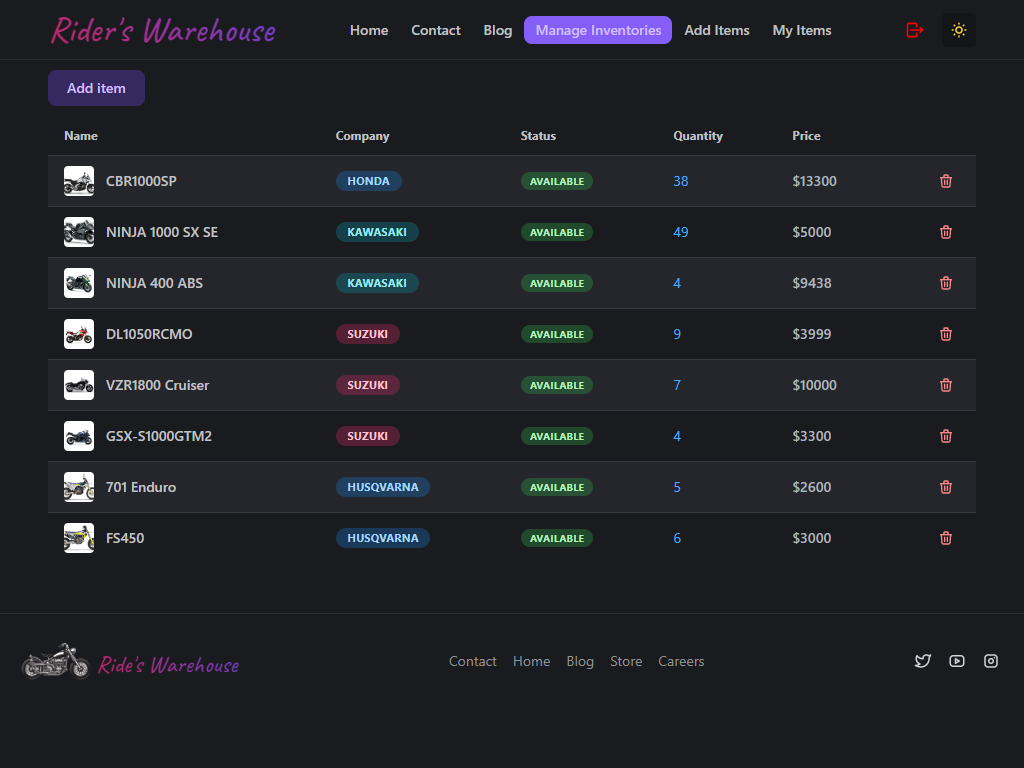 Rider's Warehouse Home Contact Blog Manage Inventories Add Items My Items
Add item
Name Company Status Quantity Price
CBR1000SP HONDA AVAILABLE 38 $13300
NINJA 1000 SX SE KAWASAKI AVAILABLE 49 $5000
NINJA 400 ABS KAWASAKI AVAILABLE 4 $9438
DL1050RCMO SUZUKI AVAILABLE 9 $3999
VZR1800 Cruiser SUZUKI AVAILABLE 7 $10000
GSX-S1000GTM2 SUZUKI AVAILABLE 4 $3300
701 Enduro HUSQVARNA AVAILABLE 5 $2600
FS450 HUSQVARNA AVAILABLE 6 $3000
Ride's Warehouse Contact Home Blog Store Careers